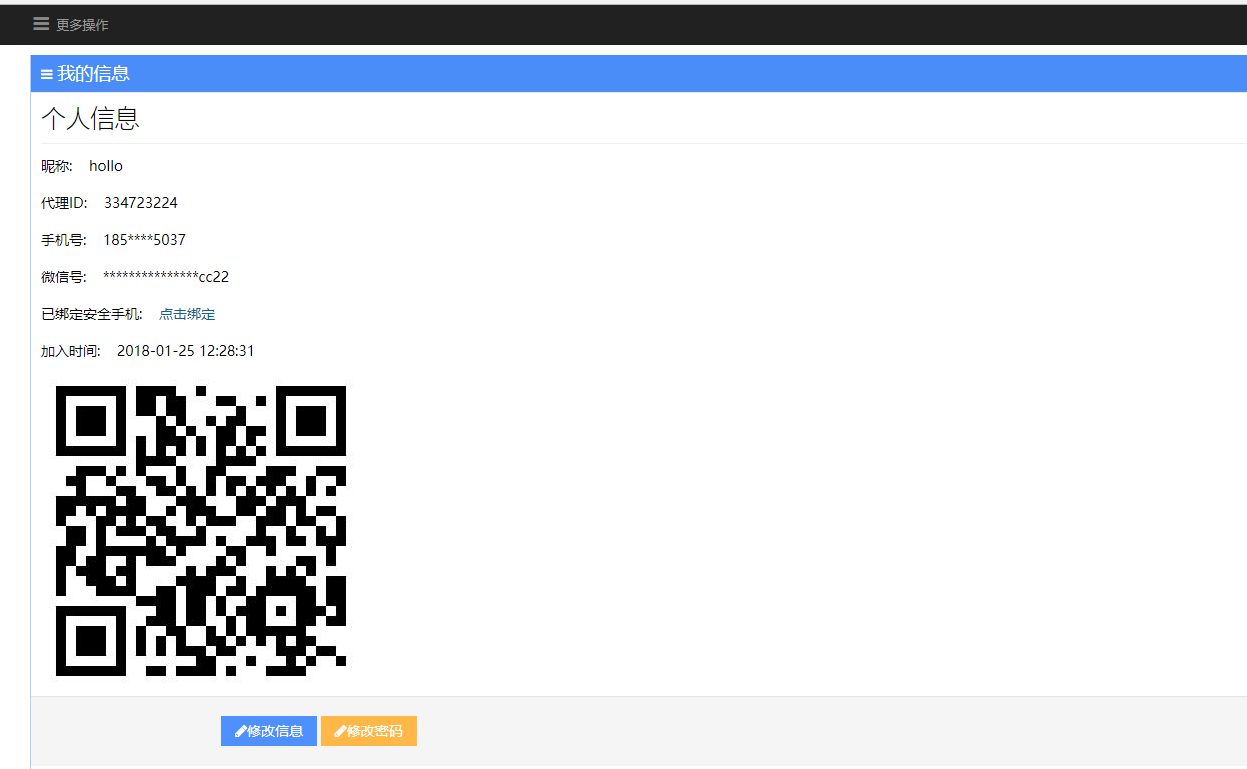 更多操作
我的信息
个人信息
昵称: hollo
代理ID: 334723224
手机号: 185****5037
微信号: ***************cc22
已绑定安全手机: 点击绑定
加入时间: 2018-01-25 12:28:31
修改信息 修改密码